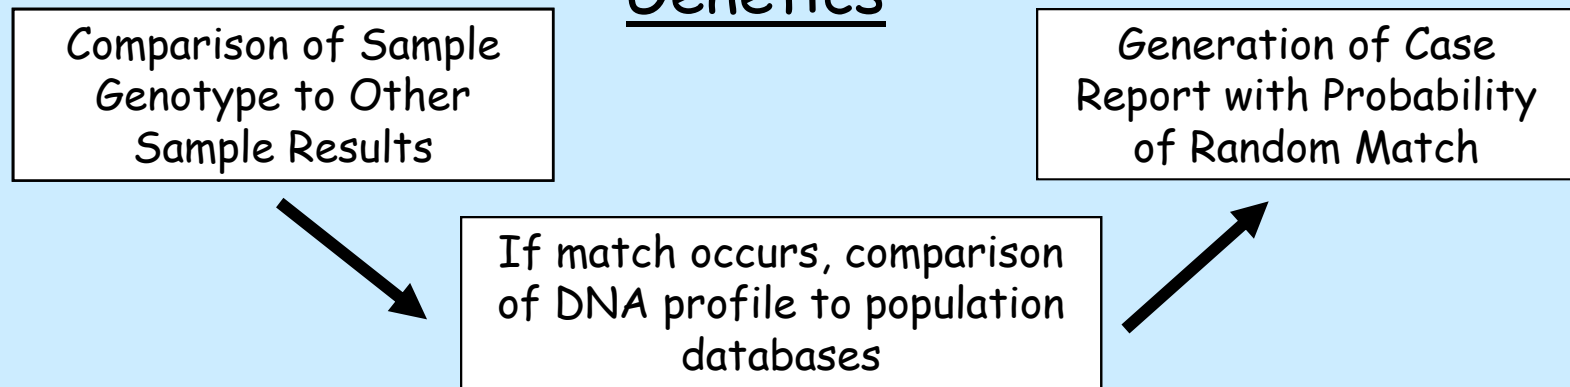 Genetics
Comparison of Sample
Genotype to Other
Sample Results
Generation of Case
Report with Probability
of Random Match
If match occurs, comparison
of DNA profile to population
databases